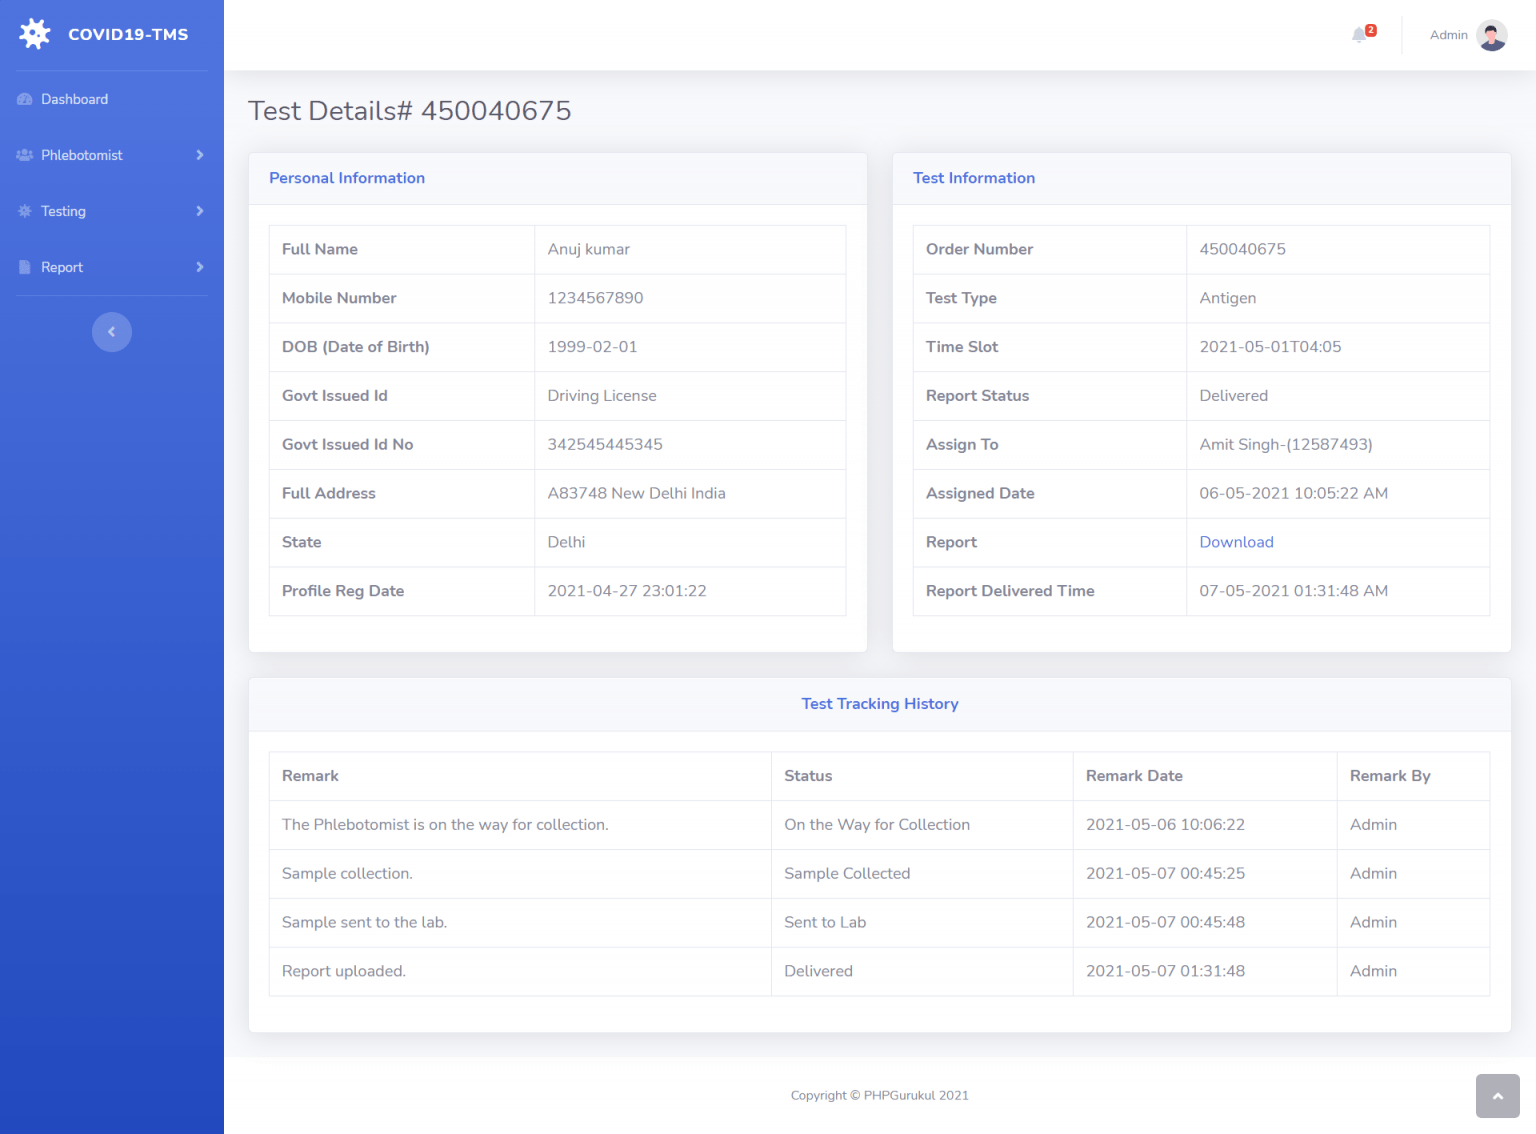 COVID19-TMS
2
Admin
Dashboard
Phlebotomist
Testing
Report
Test Details# 450040675
Personal Information
Full Name Anuj kumar
Mobile Number 1234567890
DOB (Date of Birth) 1999-02-01
Govt Issued Id Driving License
Govt Issued Id No 342545445345
Full Address A83748 New Delhi India
State Delhi
Profile Reg Date 2021-04-27 23:01:22
Test Information
Order Number 450040675
Test Type Antigen
Time Slot 2021-05-01T04:05
Report Status Delivered
Assign To Amit Singh-(12587493)
Assigned Date 06-05-2021 10:05:22 AM
Report Download
Report Delivered Time 07-05-2021 01:31:48 AM
Test Tracking History
Remark Status Remark Date Remark By
The Phlebotomist is on the way for collection. On the Way for Collection 2021-05-06 10:06:22 Admin
Sample collection. Sample Collected 2021-05-07 00:45:25 Admin
Sample sent to the lab. Sent to Lab 2021-05-07 00:45:48 Admin
Report uploaded. Delivered 2021-05-07 01:31:48 Admin
Copyright © PHPGurukul 2021